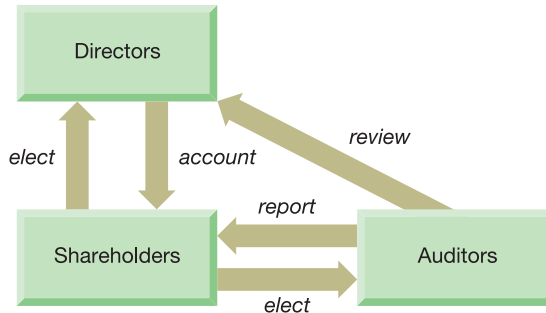 Directors
elect
account
review
report
Shareholders
Auditors
elect